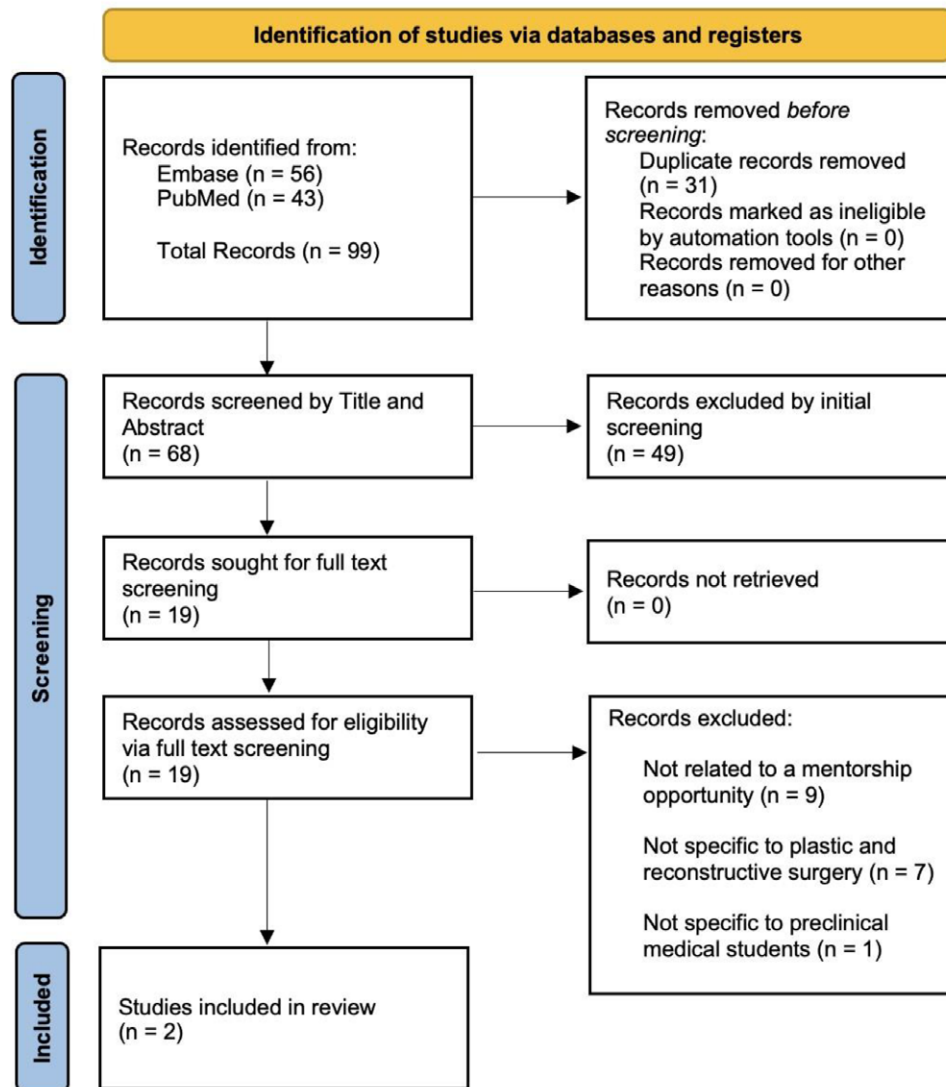 Identification of studies via databases and registers
Identification
Records identified from:
Embase (n = 56)
PubMed (n = 43)
Total Records (n = 99)
Records removed before
screening:
Duplicate records removed
(n = 31)
Records marked as ineligible
by automation tools (n = 0)
Records removed for other
reasons (n = 0)
Screening
Records screened by Title and
Abstract
(n = 68)
Records excluded by initial
screening
(n = 49)
Records sought for full text
screening
(n = 19)
Records not retrieved
(n = 0)
Records assessed for eligibility
via full text screening
(n = 19)
Records excluded:
Not related to a mentorship
opportunity (n = 9)
Not specific to plastic and
reconstructive surgery (n = 7)
Not specific to preclinical
medical students (n = 1)
Included
Studies included in review
(n = 2)